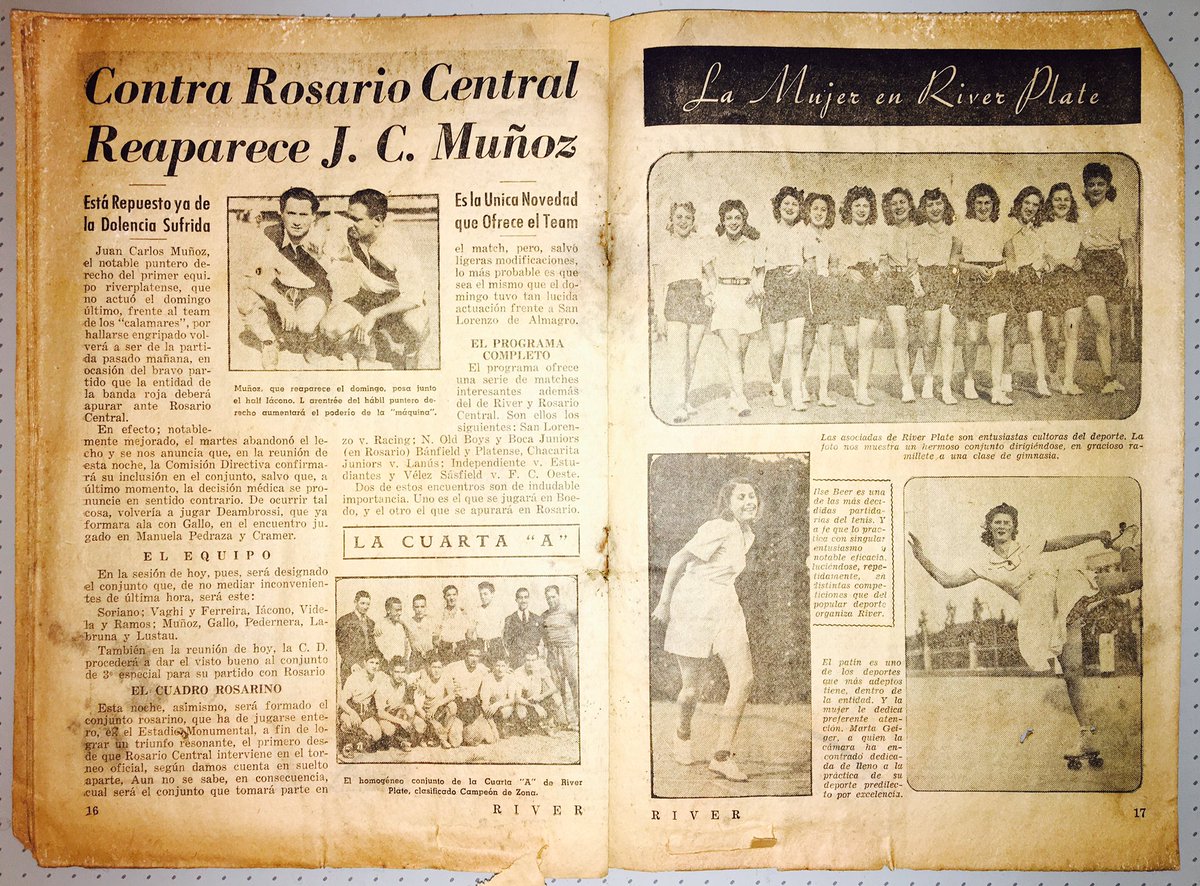 Contra Rosario Central
Reaparece J. C. Muñoz
Está Repuesto ya de
la Dolencia Sufrida
Juan Carlos Muñoz,
el notable puntero de-
recho del primer equi-
po riverplatense, que
no actuó el domingo
último, frente al team
de los "calamares", por
hallarse engripado vol-
verá a ser de la parti-
da pasado mañana, en
ocasión del bravo par-
tido que la entidad de
la banda roja deberá
apurar ante Rosario
Central.
En efecto; notable-
mente mejorado, el martes abandonó el le-
cho y se nos anuncia que, en la reunión de
esta noche, la Comisión Directiva confirma-
rá su inclusión en el conjunto, salvo que, a
último momento, la decisión médica se pro-
nuncie en sentido contrario. De ocurrir tal
cosa, volvería a jugar Deambrossi, que ya
formara ala con Gallo, en el encuentro ju-
gado en Manuela Pedraza y Cramer.
EL EQUIPO
En la sesión de hoy, pues, será designado
el conjunto que, de no mediar inconvenien-
tes de última hora, será este:
Soriano; Vaghi y Ferreira, Iácono, Vide-
la y Ramos; Muñoz, Gallo, Pedernera, La-
bruna y Lustau.
También en la reunión de hoy, la C. D.
procederá a dar el visto bueno al conjunto
de 3ª especial para su partido con Rosario
EL CUADRO ROSARINO
Esta noche, asimismo, será formado el
conjunto rosarino, que ha de jugarse ente-
ro, en el Estadio Monumental, a fin de lo-
grar un triunfo resonante, el primero des-
de que Rosario Central interviene en el tor-
neo oficial, según damos cuenta en suelto
aparte. Aun no se sabe, en consecuencia,
cual será el conjunto que tomará parte en
Muñoz, que reaparece el domingo, posa junto
el half Iácono. L arentrée del hábil puntero de-
recho aumentará el poderío de la "máquina".
Es la Unica Novedad
que Ofrece el Team
el match, pero, salvo
ligeras modificaciones,
lo más probable es que
sea el mismo que el do-
mingo tuvo tan lucida
actuación frente a San
Lorenzo de Almagro.
EL PROGRAMA
COMPLETO
El programa ofrece
una serie de matches
interesantes además
del de River y Rosario
Central. Son ellos los
siguientes: San Loren-
zo v. Racing; N. Old Boys y Boca Juniors
(en Rosario) Bánfield y Platense, Chacarita
Juniors v. Lanús; Independiente v. Estu-
diantes y Vélez Sásfield v. F. C. Oeste.
Dos de estos encuentros son de indudable
importancia. Uno es el que se jugará en Boe-
do, y el otro el que se apurará en Rosario.
LA CUARTA "A"
El homogéneo conjunto de la Cuarta "A" de River
Plate, clasificado Campeón de Zona.
16
RIVER
La Mujer en River Plate
Las asociadas de River Plate son entusiastas cultoras del deporte. La
foto nos muestra un hermoso conjunto dirigiéndose, en gracioso ra-
millete a una clase de gimnasia.
Ilse Beer es una
de las más deci-
didas partida-
rias del tenis. Y
a fe que lo prac-
tica con singular
entusiasmo y
notable eficacia,
luciéndose, repe-
tidamente, en
distintas compe-
ticiones que del
popular deporte
organiza River.
El patín es uno
de los deportes
que más adeptos
tiene, dentro de
la entidad. Y la
mujer le dedica
preferente aten-
ción. Marta Gei-
ger, a quien la
cámara ha en-
contrado dedica-
da de lleno a la
práctica de su
deporte predilec-
to por excelencia.
RIVER
17